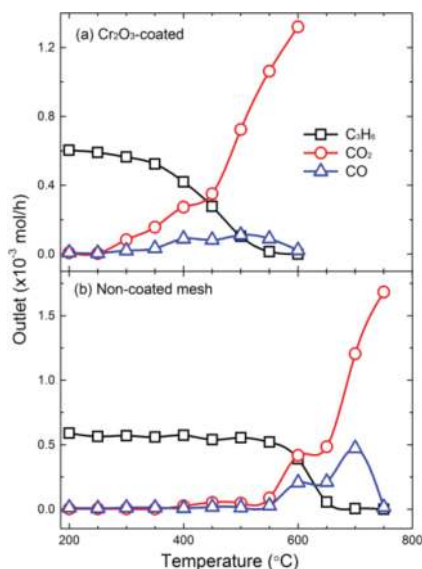 1.2
(a) Cr₂O₃-coated
0.8
C₃H₆
CO₂
CO
0.4
0.0
Outlet (x10⁻³ mol/h)
(b) Non-coated mesh
1.5
1.0
0.5
0.0
200 400 600 800
Temperature (°C)